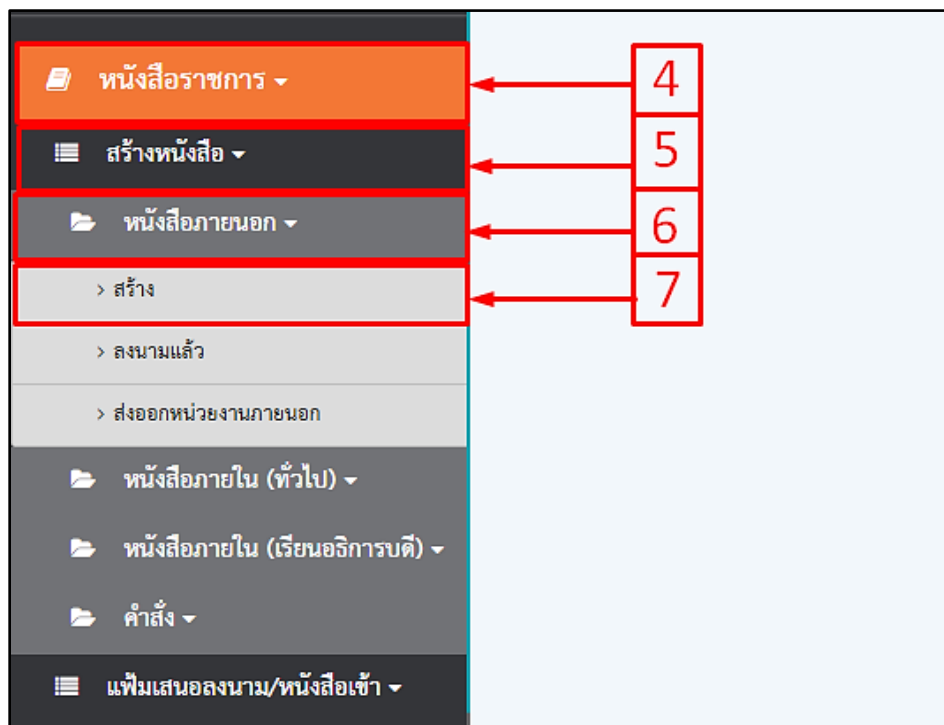 หนังสือราชการ
4
สร้างหนังสือ
5
หนังสือภายนอก
6
> สร้าง
7
> ลงนามแล้ว
> ส่งออกหน่วยงานภายนอก
หนังสือภายใน (ทั่วไป)
หนังสือภายใน (เรียนอธิการบดี)
คำสั่ง
แฟ้มเสนอลงนาม/หนังสือเข้า